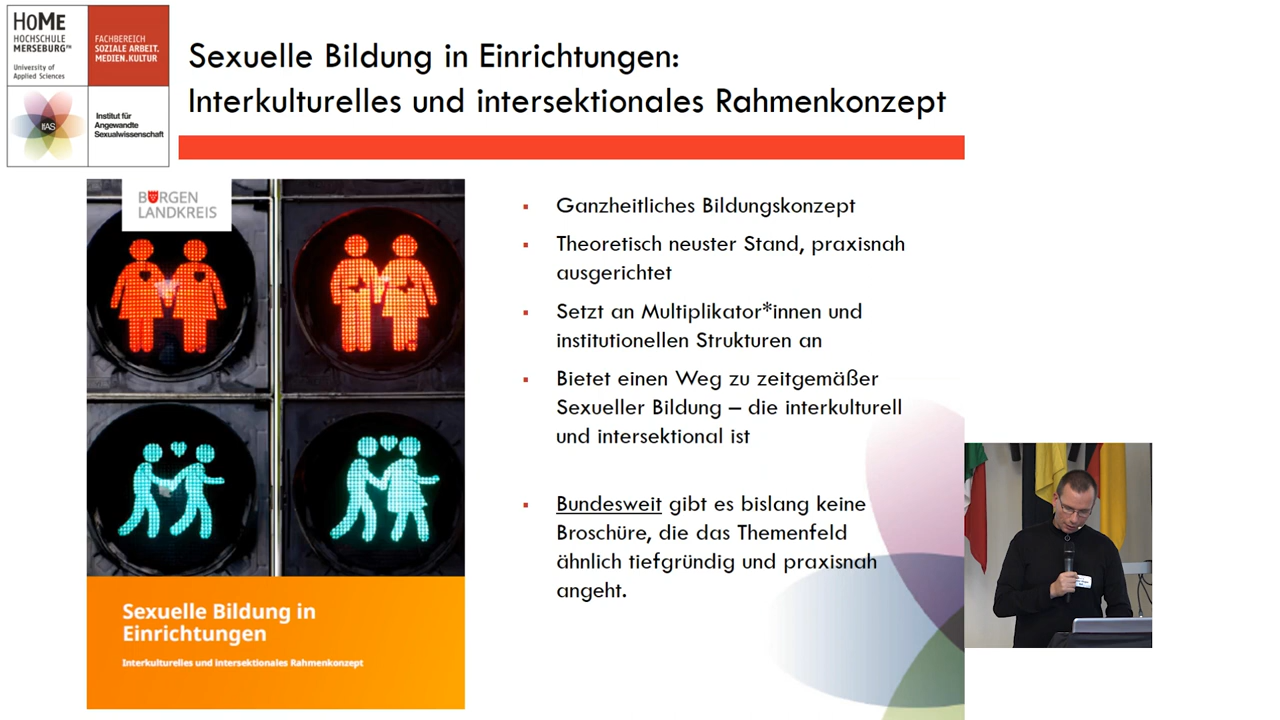 HoMe
HOCHSCHULE
MERSEBURG
University of
Applied Sciences
FACHBEREICH
SOZIALE ARBEIT.
MEDIEN.KULTUR
IfAS
Institut für
Angewandte
Sexualwissenschaft
Sexuelle Bildung in Einrichtungen:
Interkulturelles und intersektionales Rahmenkonzept
BURGEN
LANDKREIS
Sexuelle Bildung in
Einrichtungen
Interkulturelles und intersektionales Rahmenkonzept
▪ Ganzheitliches Bildungskonzept
▪ Theoretisch neuster Stand, praxisnah
ausgerichtet
▪ Setzt an Multiplikator*innen und
institutionellen Strukturen an
▪ Bietet einen Weg zu zeitgemäßer
Sexueller Bildung – die interkulturell
und intersektional ist
▪ Bundesweit gibt es bislang keine
Broschüre, die das Themenfeld
ähnlich tiefgründig und praxisnah
angeht.